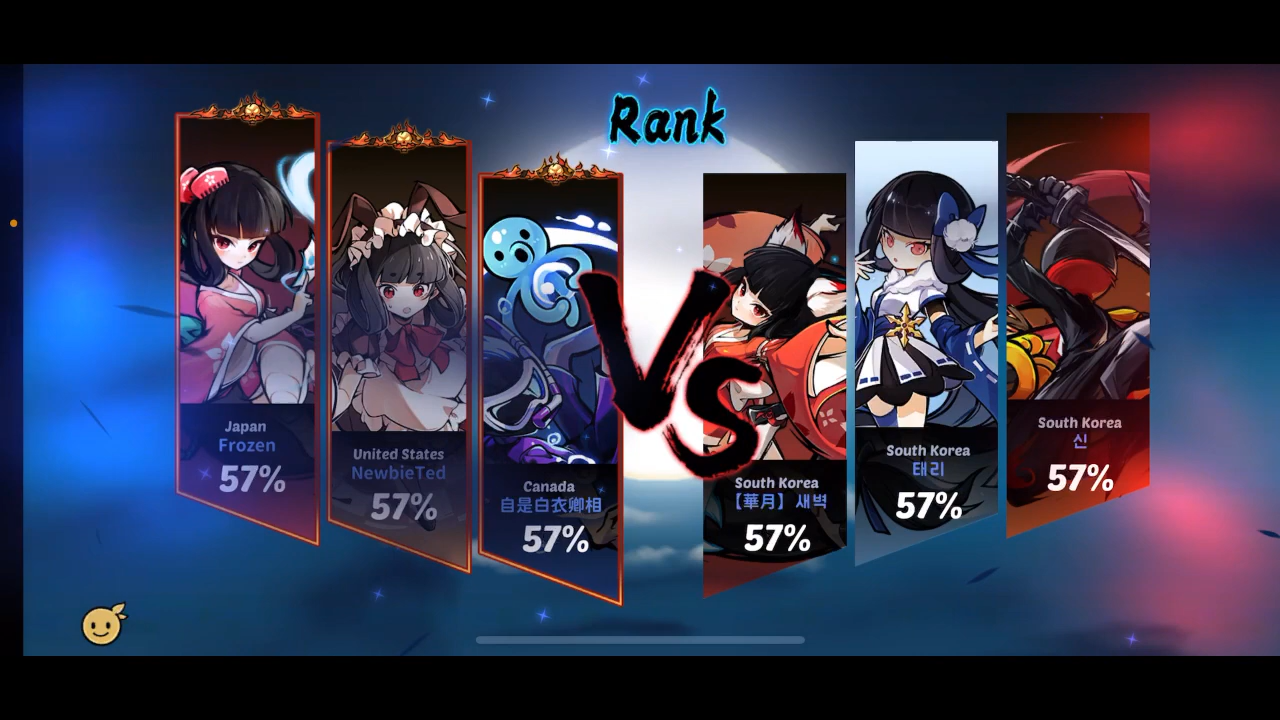 Rank
Japan
Frozen
57%
United States
NewbieTed
57%
Canada
自是白衣卿相
57%
VS
South Korea
【華月】새벽
57%
South Korea
태리
57%
South Korea
신
57%